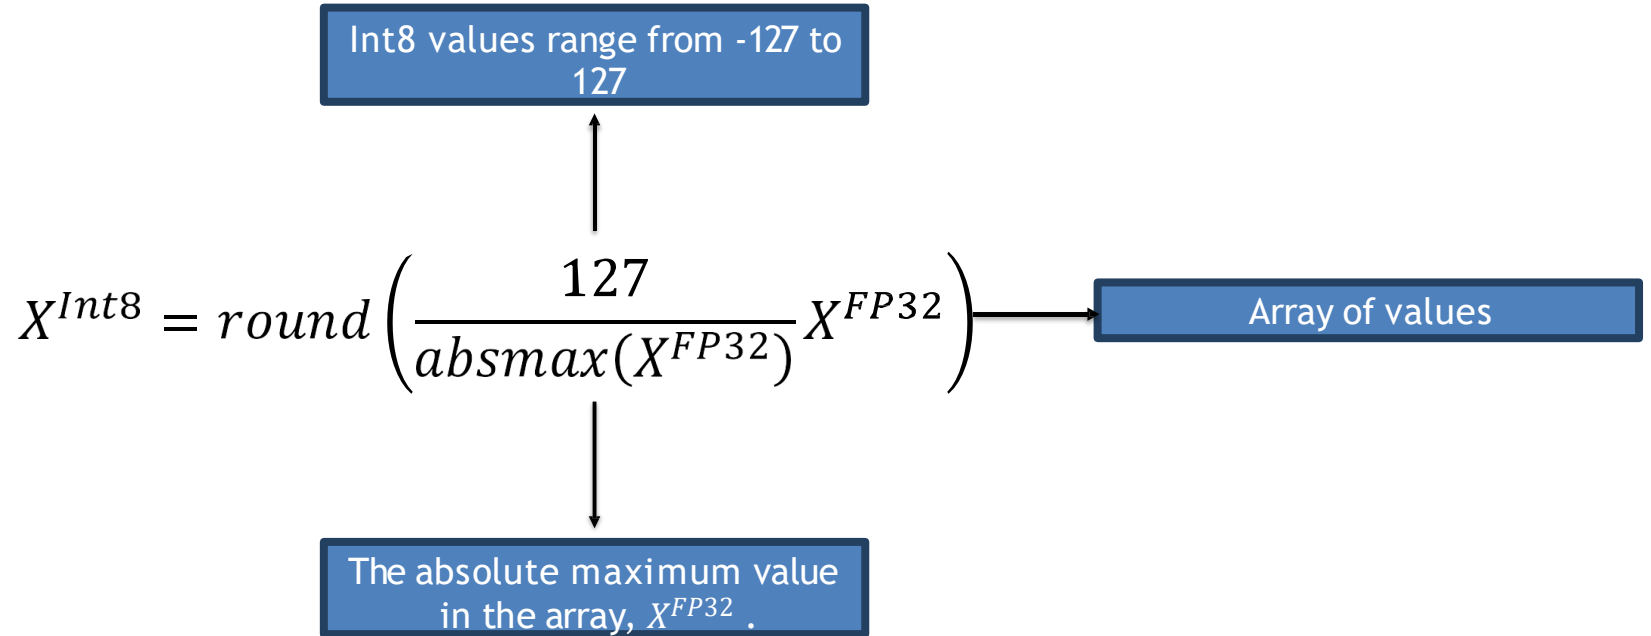 Int8 values range from -127 to
127
X^{Int8} = round(\frac{127}{absmax(X^{FP32})} X^{FP32})
Array of values
The absolute maximum value
in the array, X^{FP32} .